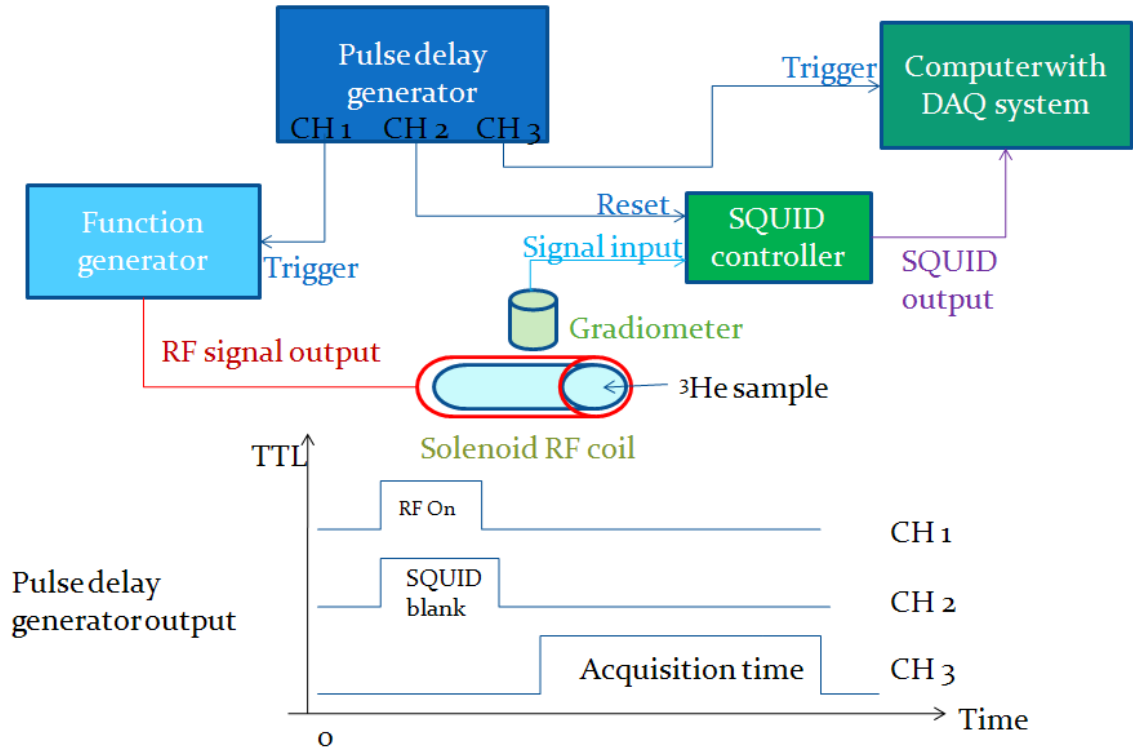 Pulse delay
generator
CH 1 CH 2 CH 3
Trigger
Computer with
DAQ system
Function
generator
Trigger
Reset
Signal input
SQUID
controller
SQUID
output
Gradiometer
RF signal output
³He sample
Solenoid RF coil
TTL
RF On
CH 1
SQUID
blank
CH 2
Pulse delay
generator output
Acquisition time
CH 3
Time
0